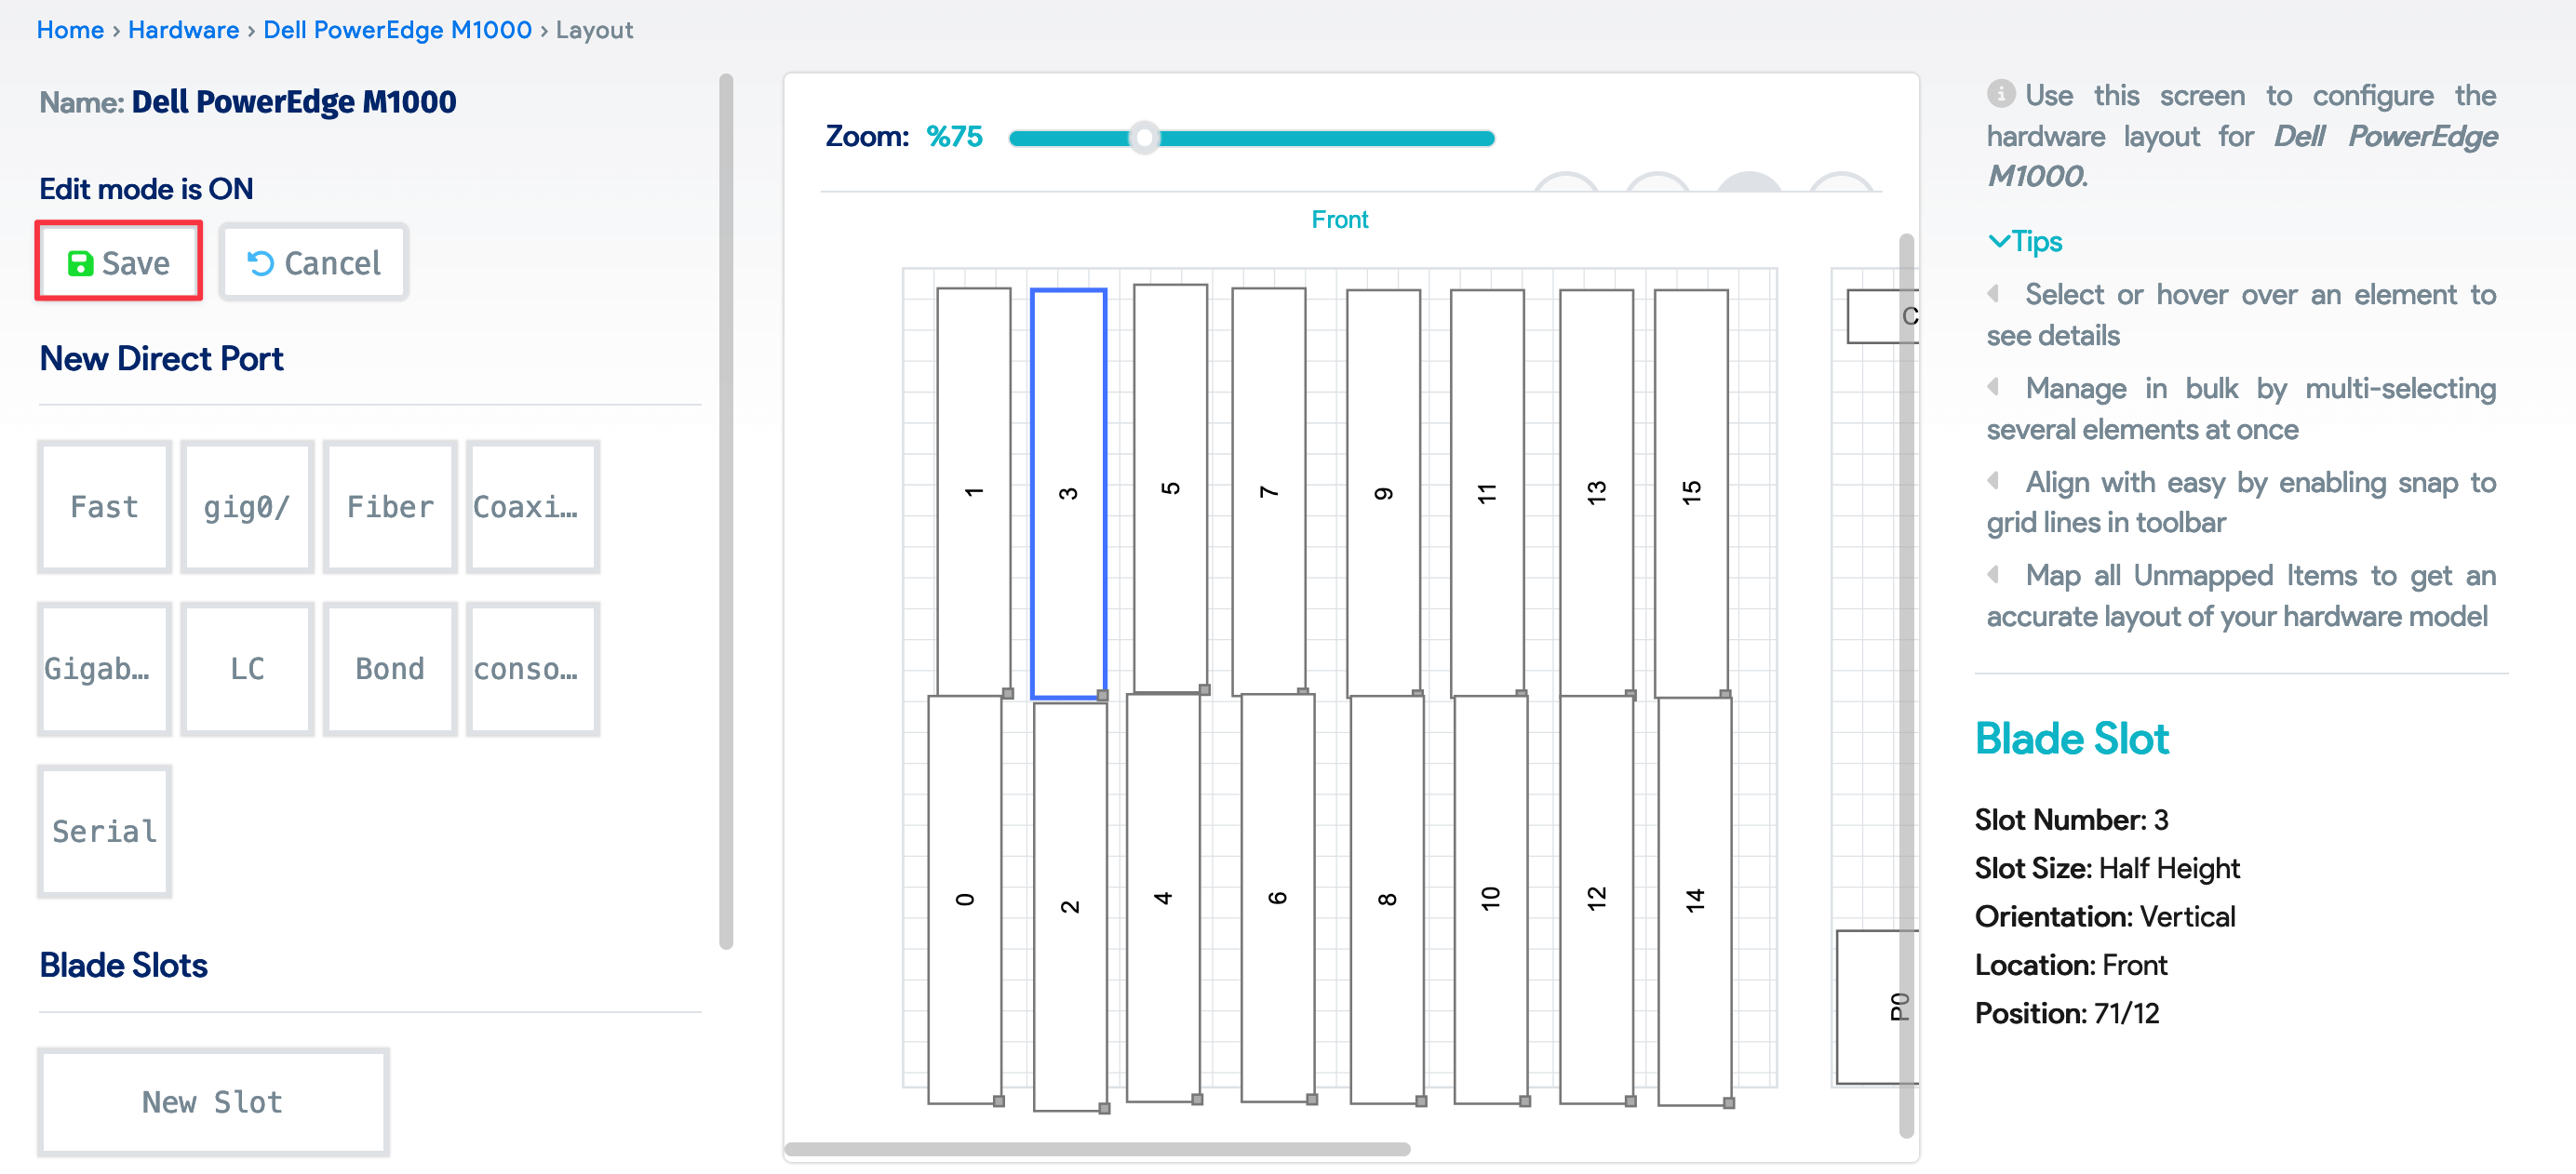 Home › Hardware › Dell PowerEdge M1000 › Layout
Name: Dell PowerEdge M1000
Edit mode is ON
Save
Cancel
New Direct Port
Fast
gig0/
Fiber
Coaxi...
Gigab...
LC
Bond
conso...
Serial
Blade Slots
New Slot
Zoom: %75
Front
1
3
5
7
9
11
13
15
0
2
4
6
8
10
12
14
C
P0
Use this screen to configure the
hardware layout for Dell PowerEdge
M1000.
Tips
Select or hover over an element to
see details
Manage in bulk by multi-selecting
several elements at once
Align with easy by enabling snap to
grid lines in toolbar
Map all Unmapped Items to get an
accurate layout of your hardware model
Blade Slot
Slot Number: 3
Slot Size: Half Height
Orientation: Vertical
Location: Front
Position: 71/12